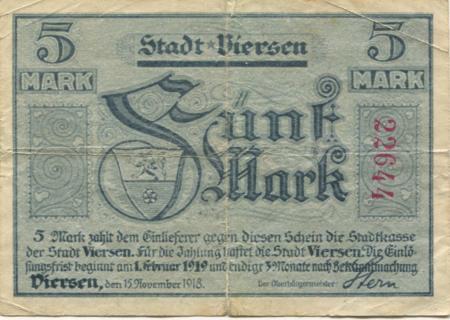 5 Stadt Viersen 5
MARK MARK
Fünf
Mark
22644
5 Mark zahlt dem Einlieferer gegen diesen Schein die Stadtkasse
der Stadt Viersen. Für die Zahlung haftet die Stadt Viersen. Die Einlö-
sungsfrist beginnt am 1. Februar 1919 und endigt 3 Monate nach Bekanntmachung
Viersen, den 15. November 1918. Der Oberbürgermeister: Stern